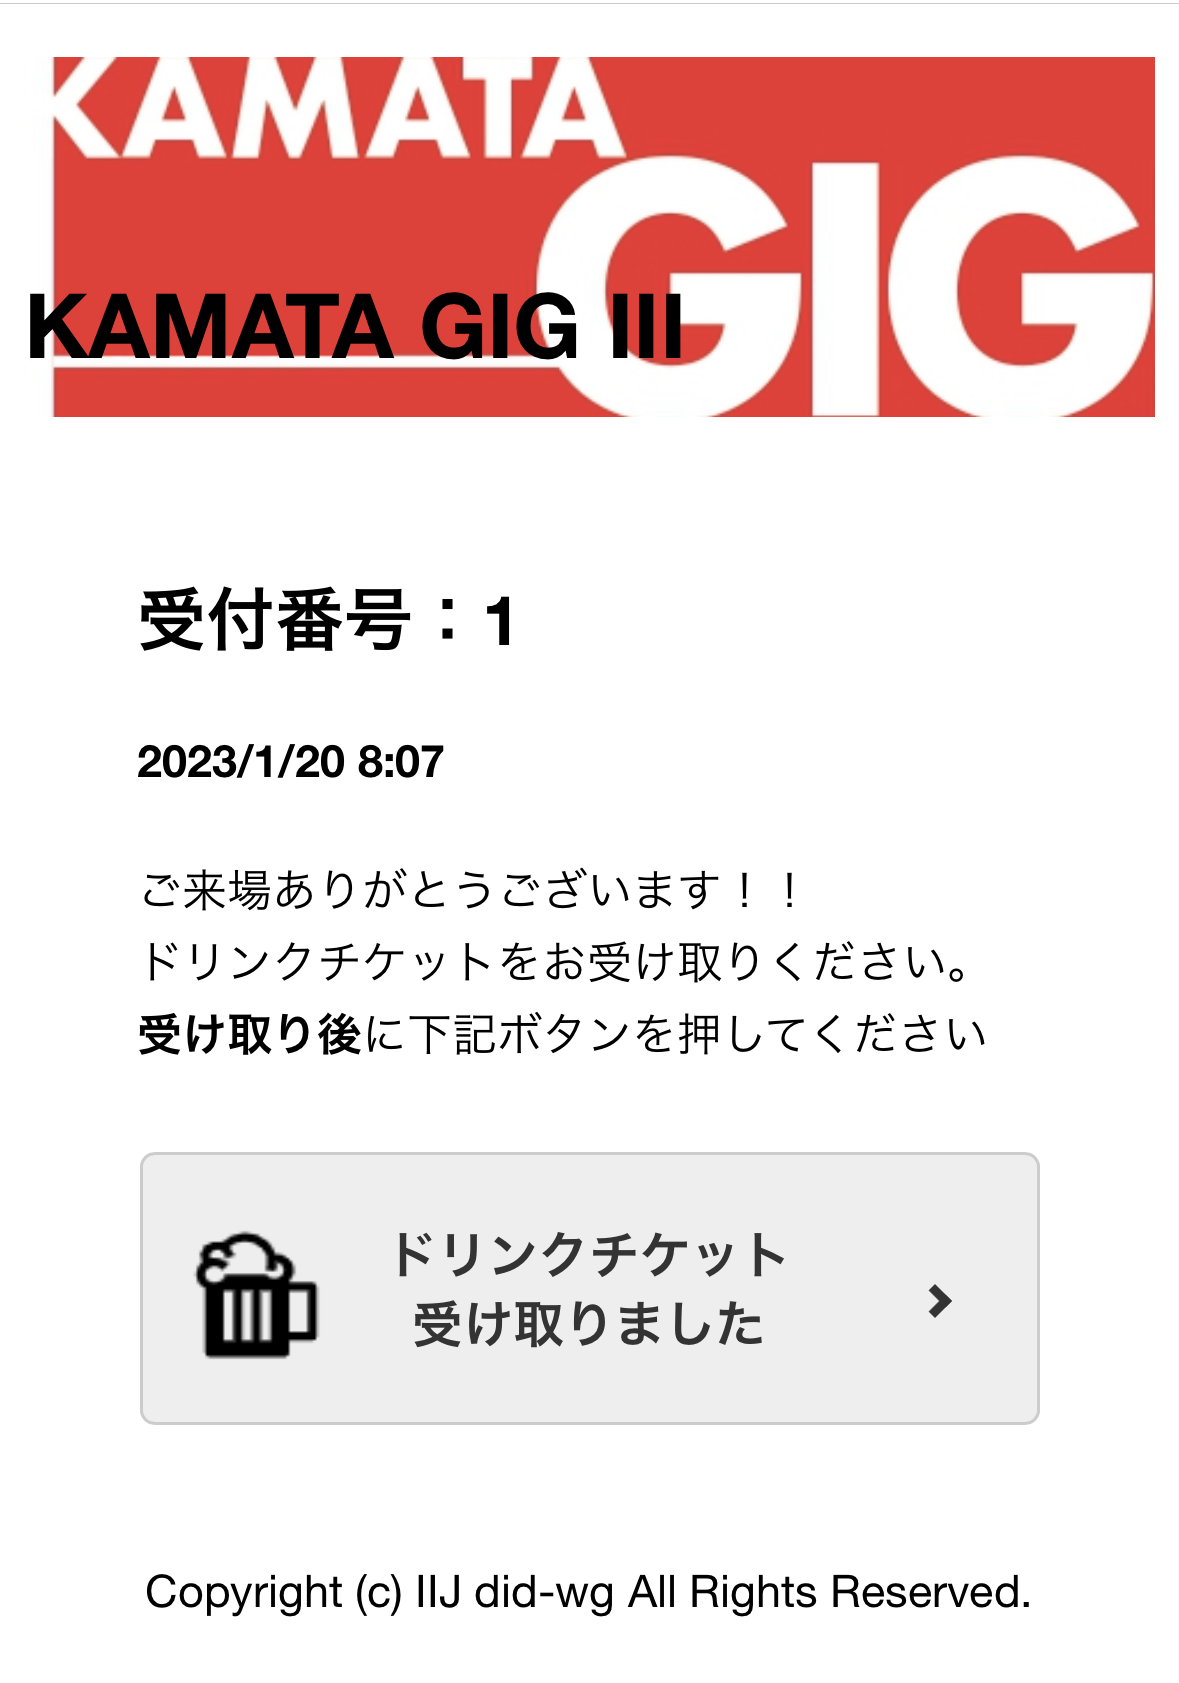 KAMATA
GIG
KAMATA GIG III
受付番号：1
2023/1/20 8:07
ご来場ありがとうございます！！
ドリンクチケットをお受け取りください。
受け取り後に下記ボタンを押してください
ドリンクチケット
受け取りました
Copyright (c) IIJ did-wg All Rights Reserved.